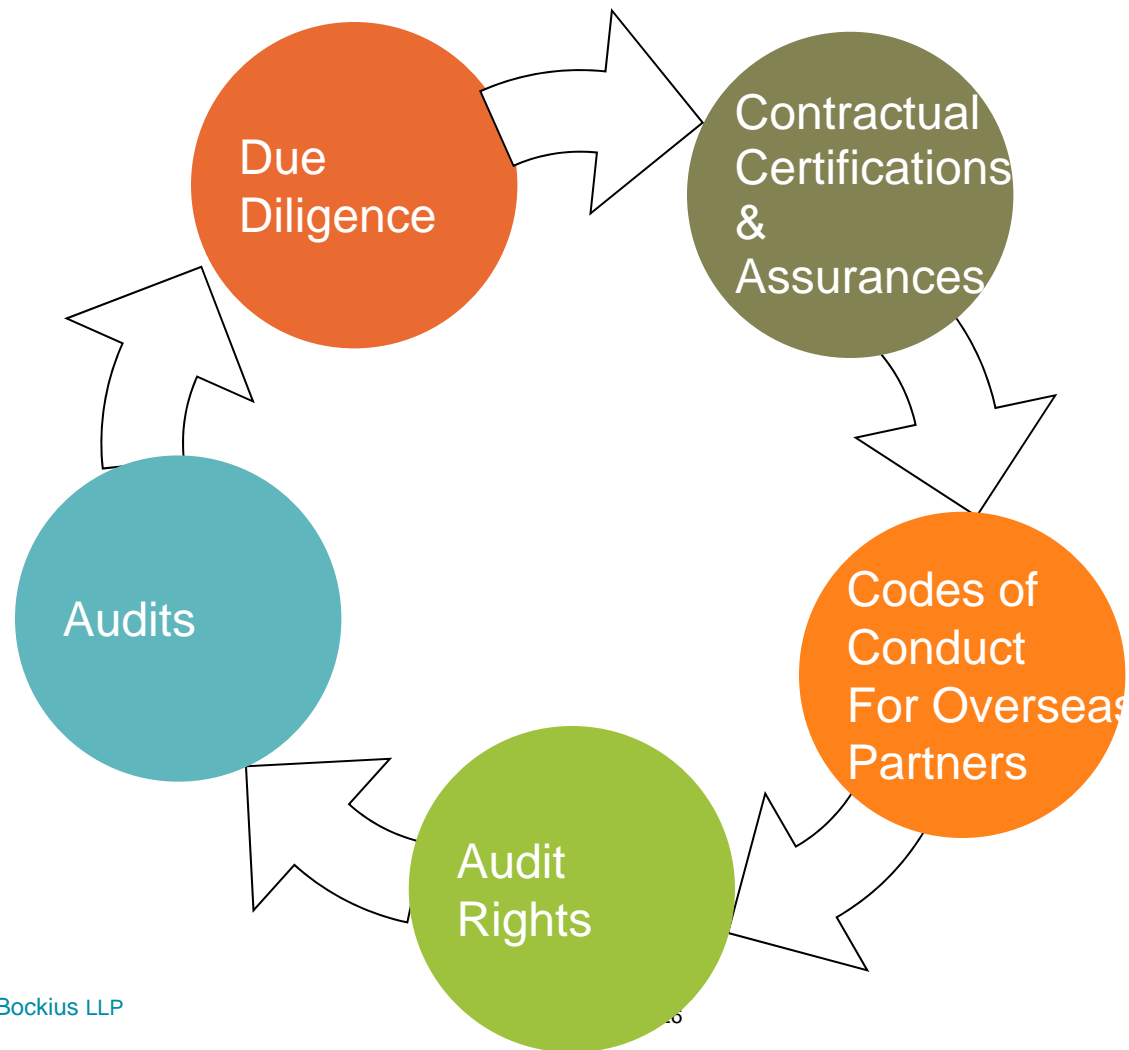 Due
Diligence
Contractual
Certifications
&
Assurances
Codes of
Conduct
For Overseas
Partners
Audits
Audit
Rights
Bockius LLP